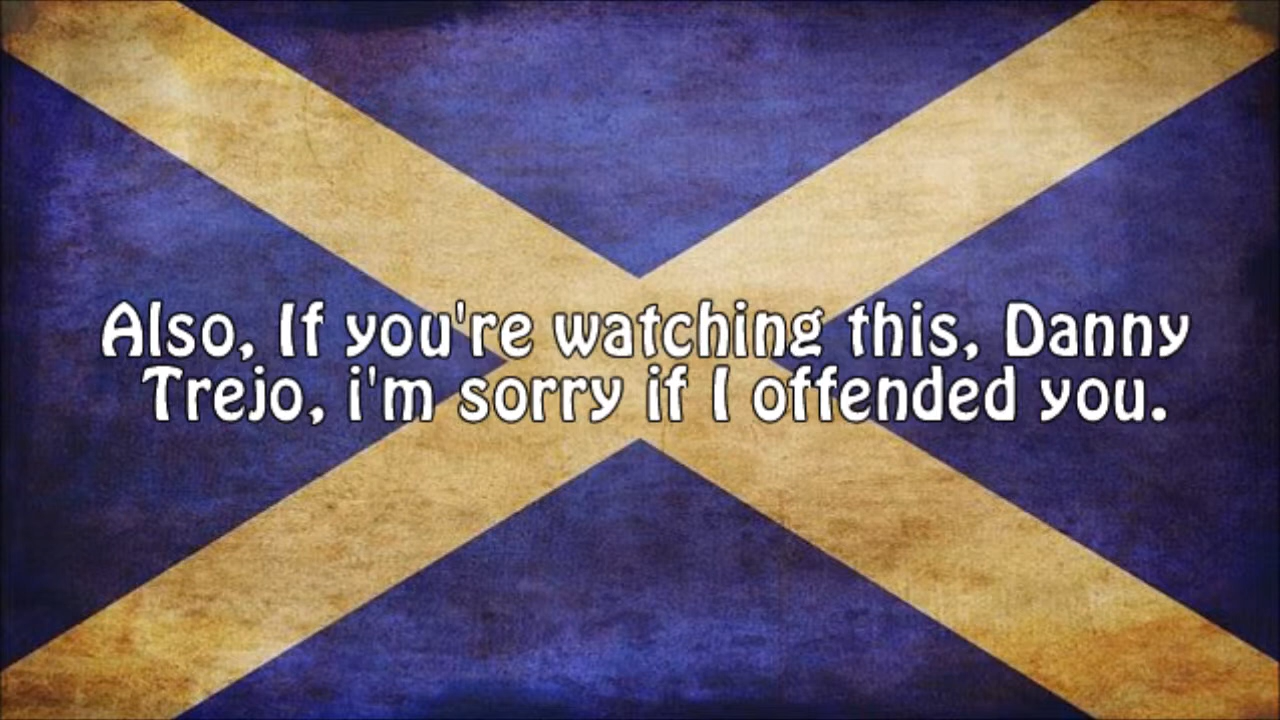 Also, If you're watching this, Danny
Trejo, i'm sorry if I offended you.